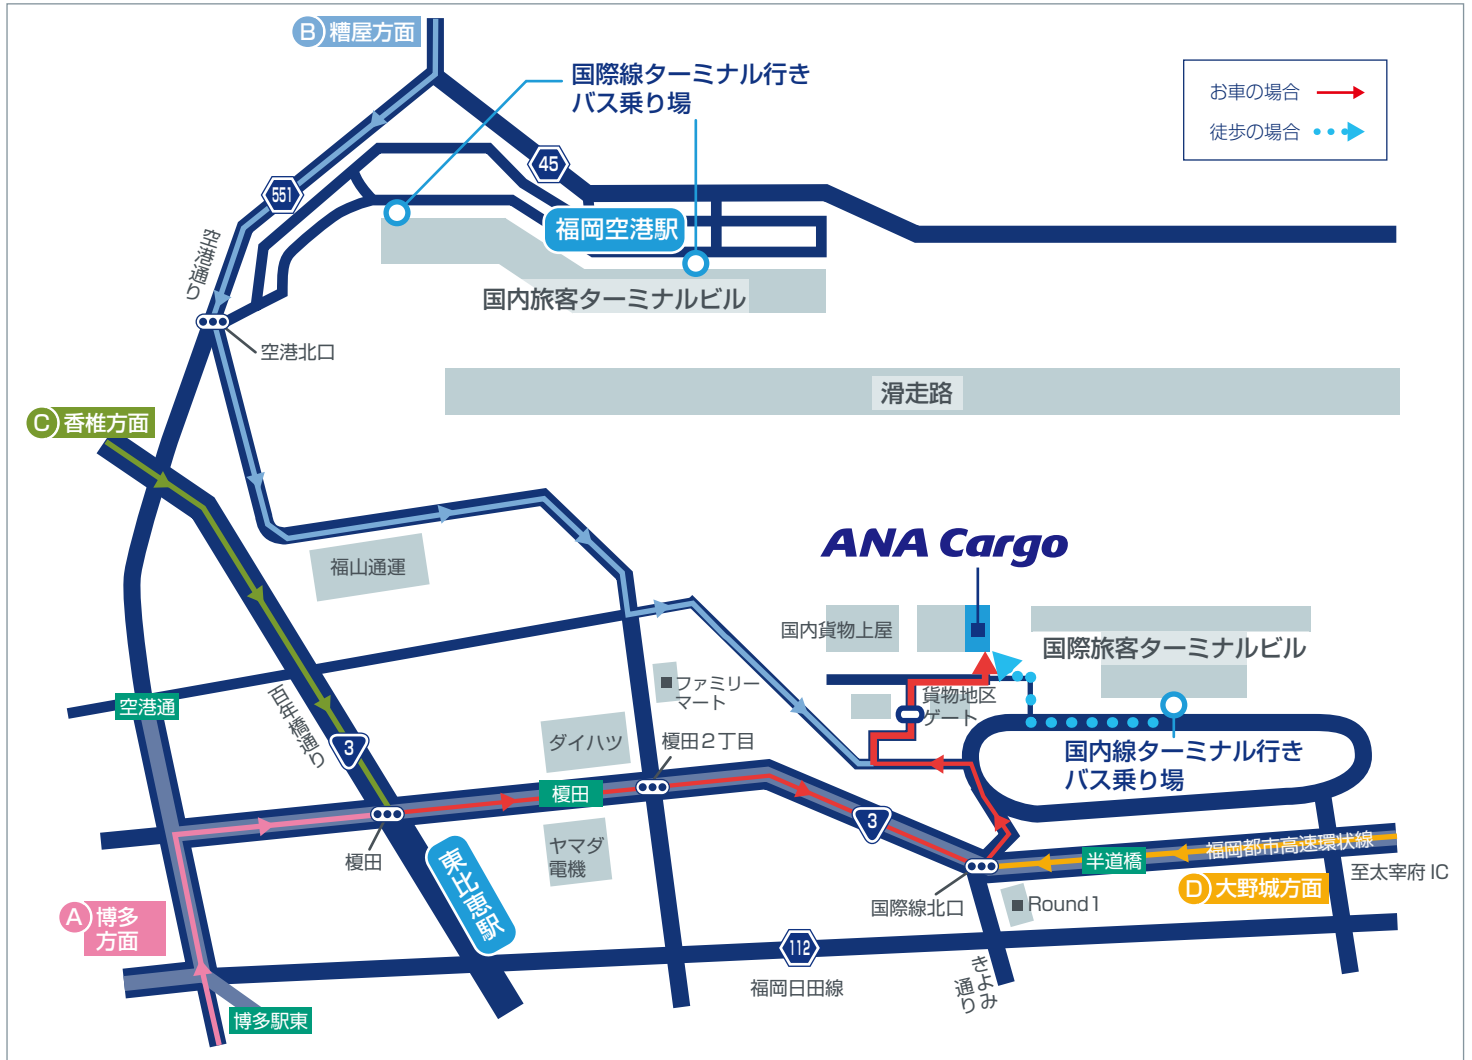 B 糟屋方面
国際線ターミナル行き
バス乗り場
お車の場合
徒歩の場合
45
551
福岡空港駅
空港通り
国内旅客ターミナルビル
空港北口
滑走路
C 香椎方面
福山通運
ANA Cargo
国内貨物上屋
国際旅客ターミナルビル
ファミリー
マート
貨物地区
ゲート
空港通
百年橋通り
3
ダイハツ
榎田2丁目
国内線ターミナル行き
バス乗り場
榎田
3
福岡都市高速環状線
半道橋
榎田
ヤマダ
電機
東比恵駅
至太宰府 IC
D 大野城方面
国際線北口
Round1
A 博多
方面
112
福岡日田線
きよみ
通り
博多駅東